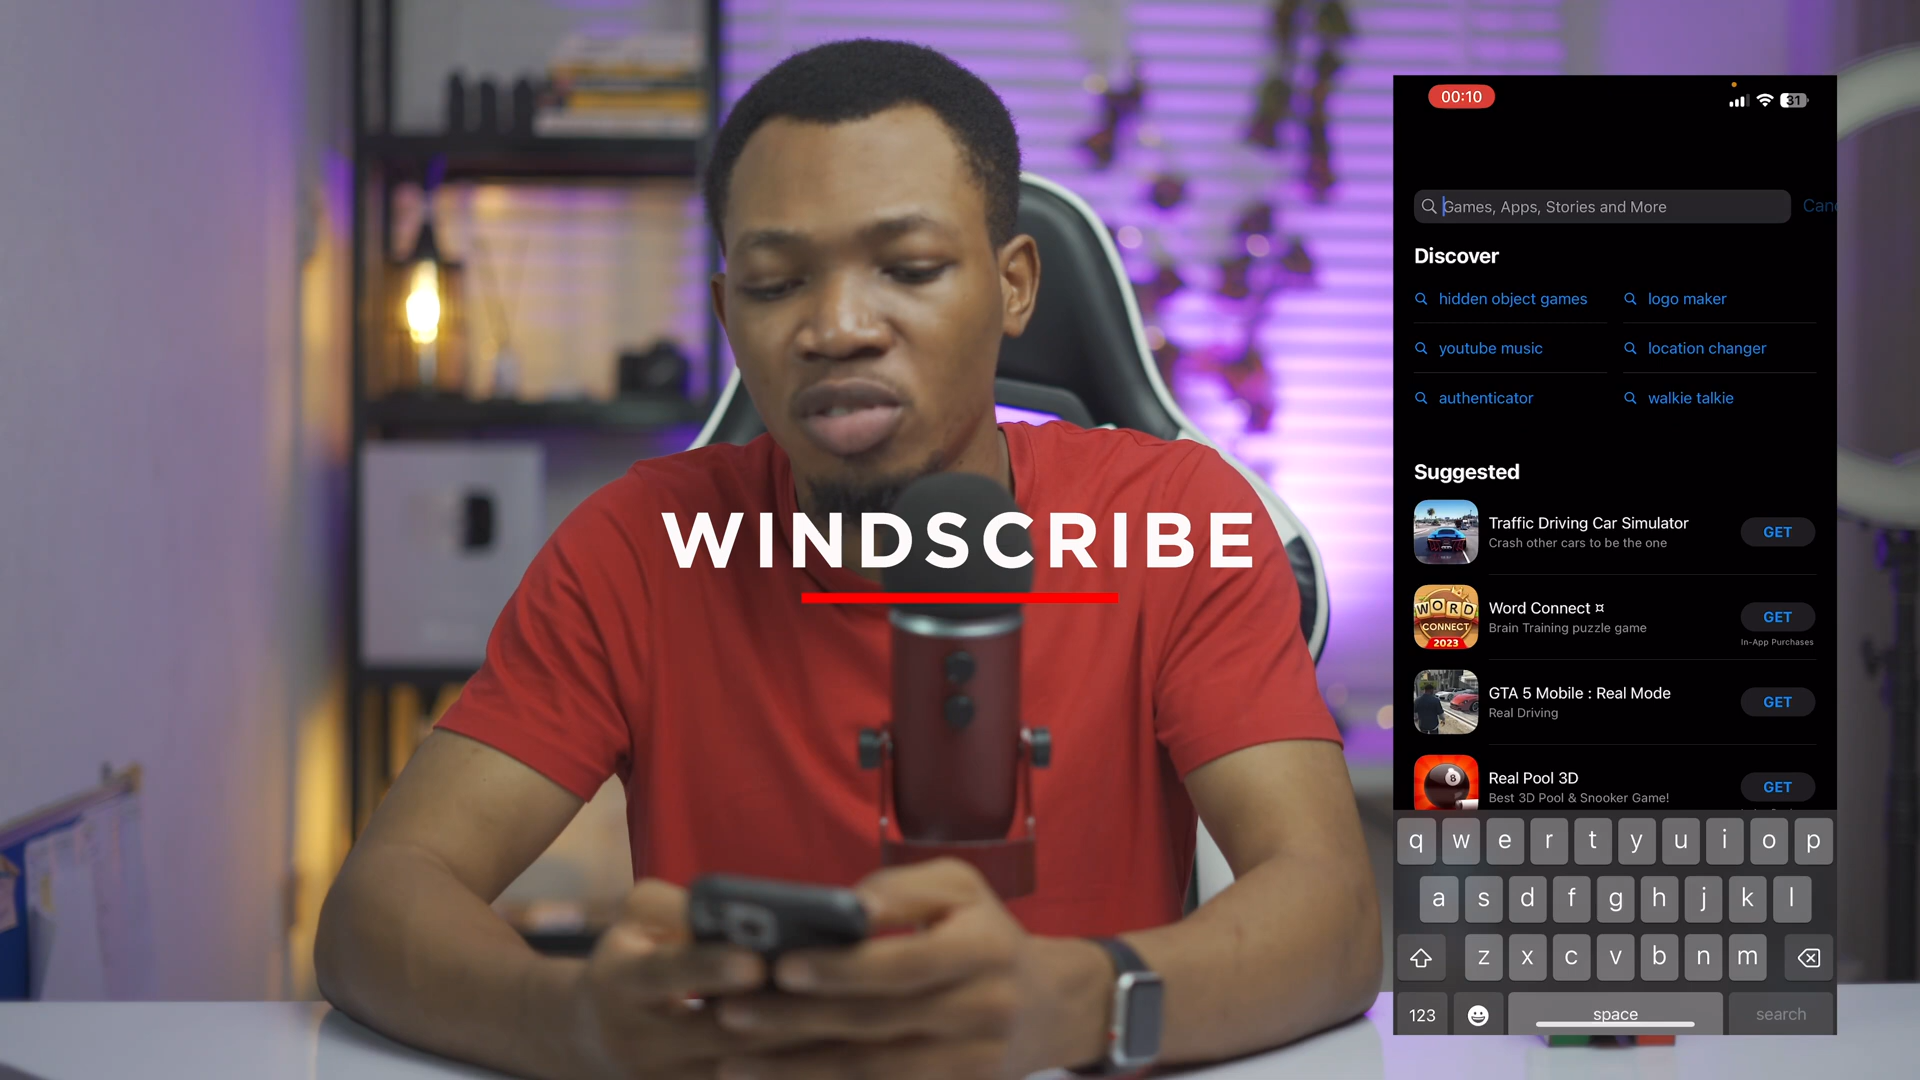 WINDSCRIBE
00:10
31
Games, Apps, Stories and More
Discover
hidden object games
logo maker
youtube music
location changer
authenticator
walkie talkie
Suggested
Traffic Driving Car Simulator
Crash other cars to be the one
GET
WORD
CONNECT
2023
Word Connect ¤
Brain Training puzzle game
GET
In-App Purchases
GTA 5 Mobile : Real Mode
Real Driving
GET
8
Real Pool 3D
Best 3D Pool & Snooker Game!
GET
q w e r t y u i o p
a s d f g h j k l
z x c v b n m
123
space
search